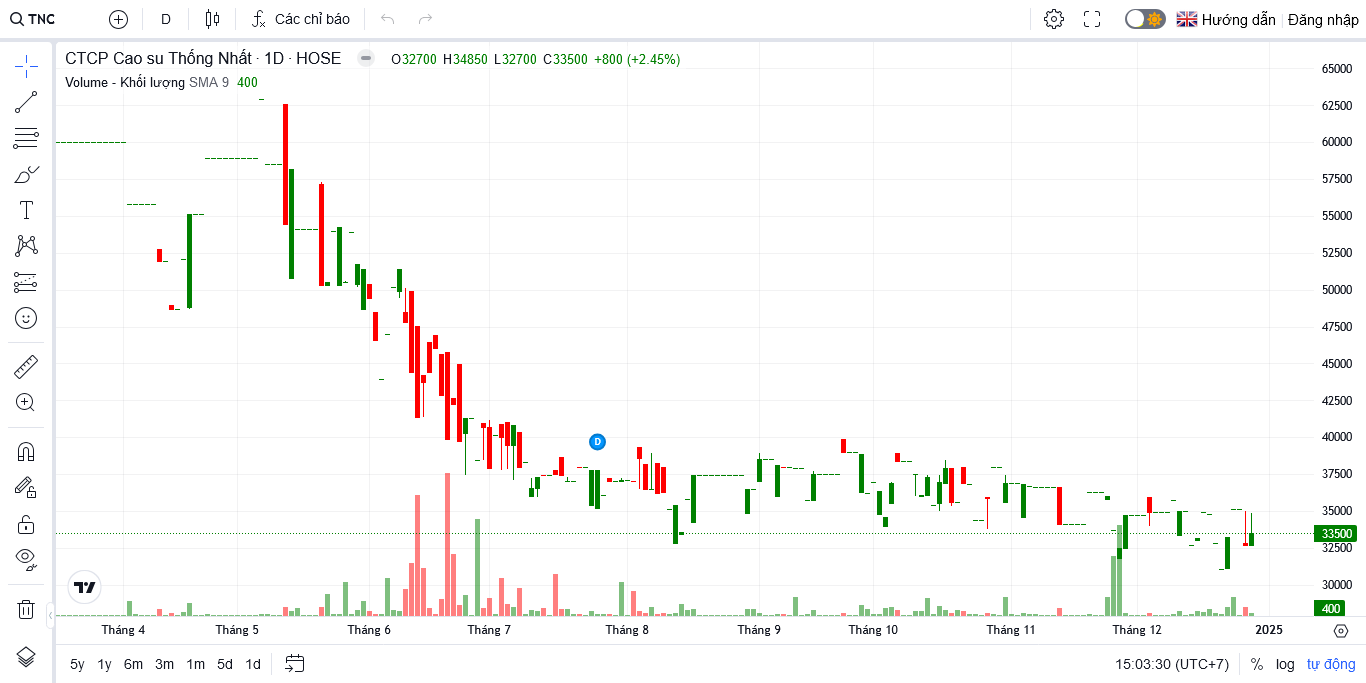 TNC D Các chỉ báo Hướng dẫn Đăng nhập
CTCP Cao su Thống Nhất · 1D · HOSE O32700 H34850 L32700 C33500 +800 (+2.45%)
Volume - Khối lượng SMA 9 400
65000
62500
60000
57500
55000
52500
50000
47500
45000
42500
40000
D
37500
35000
33500
32500
30000
400
Tháng 4 Tháng 5 Tháng 6 Tháng 7 Tháng 8 Tháng 9 Tháng 10 Tháng 11 Tháng 12 2025
5y 1y 6m 3m 1m 5d 1d 15:03:30 (UTC+7) % log tự động